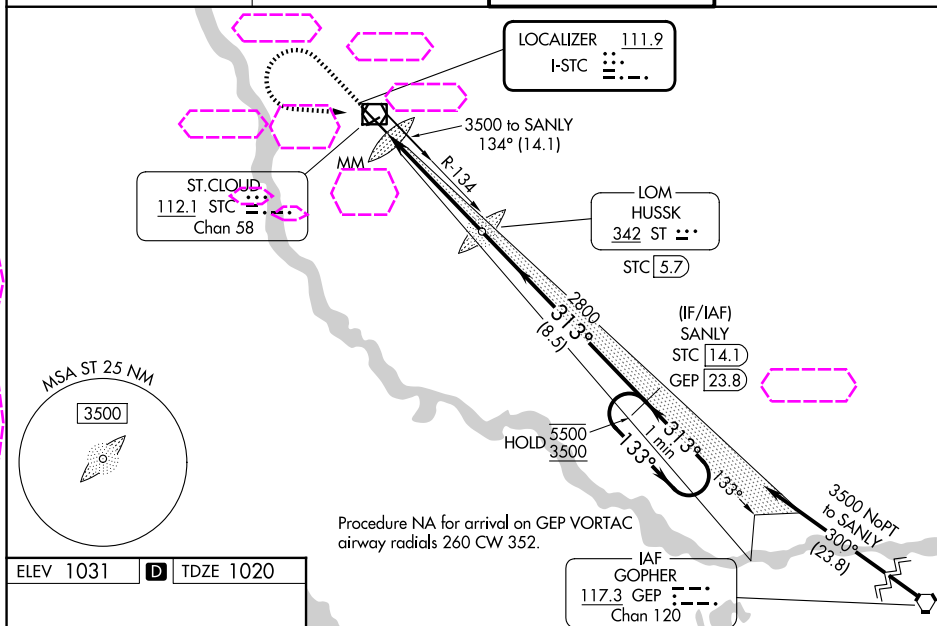 LOCALIZER 111.9
I-STC
3500 to SANLY
134° (14.1)
R-134
MM
ST.CLOUD
112.1 STC
Chan 58
LOM
HUSSK
342 ST
STC 5.7
2800
313°
(8.5)
(IF/IAF)
SANLY
STC 14.1
GEP 23.8
MSA ST 25 NM
3500
HOLD 5500
3500
1 min
313°
133°
133°
3500 NoPT
to SANLY
300°
(23.8)
Procedure NA for arrival on GEP VORTAC
airway radials 260 CW 352.
IAF
GOPHER
117.3 GEP
Chan 120
ELEV 1031 D TDZE 1020